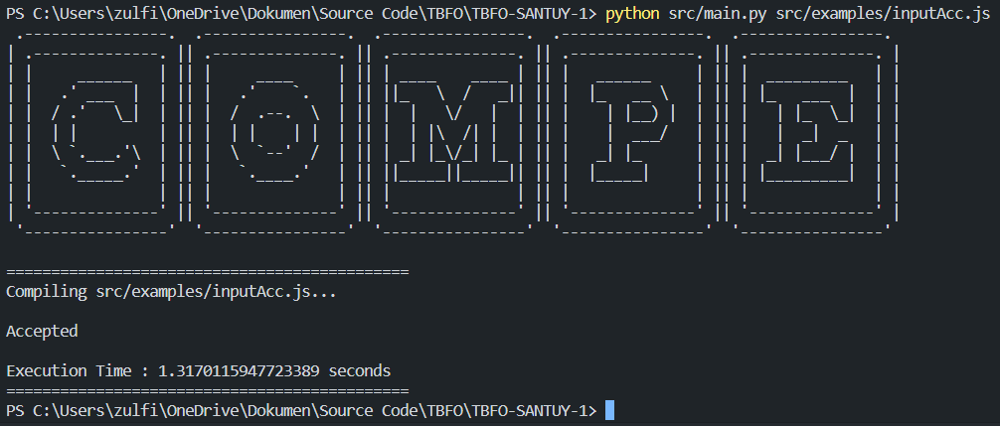 PS C:\Users\zulfi\OneDrive\Dokumen\Source Code\TBFO\TBFO-SANTUY-1> python src/main.py src/examples/inputAcc.js
COMPE
=============================================
Compiling src/examples/inputAcc.js...
Accepted
Execution Time : 1.3170115947723389 seconds
=============================================
PS C:\Users\zulfi\OneDrive\Dokumen\Source Code\TBFO\TBFO-SANTUY-1>